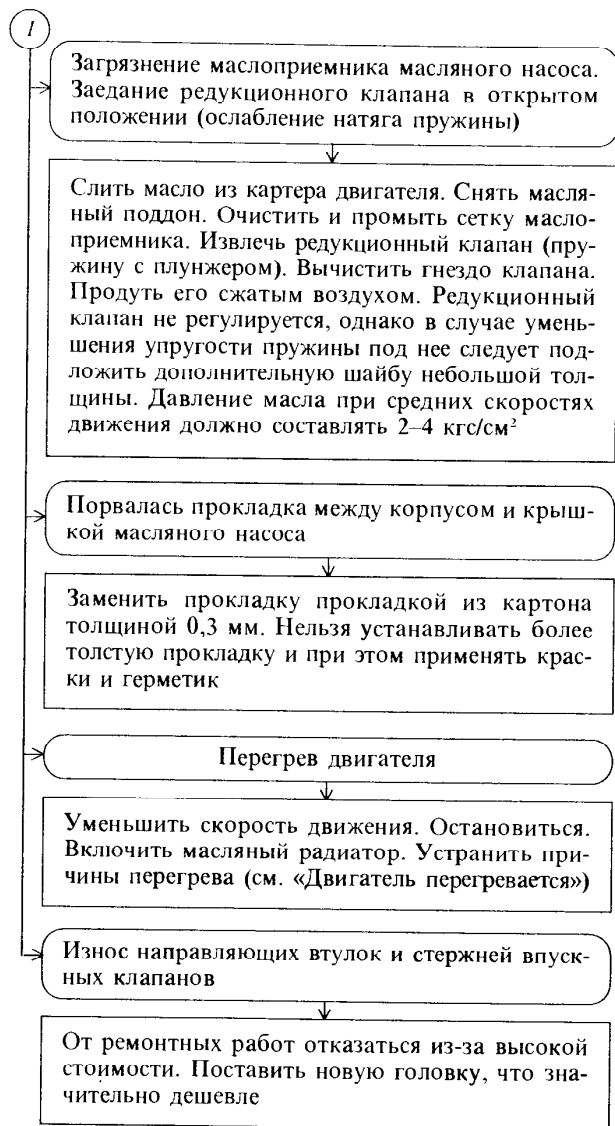 1
Загрязнение маслоприемника масляного насоса.
Заедание редукционного клапана в открытом
положении (ослабление натяга пружины)
Слить масло из картера двигателя. Снять масля-
ный поддон. Очистить и промыть сетку масло-
приемника. Извлечь редукционный клапан (пру-
жину с плунжером). Вычистить гнездо клапана.
Продуть его сжатым воздухом. Редукционный
клапан не регулируется, однако в случае умень-
шения упругости пружины под нее следует под-
ложить дополнительную шайбу небольшой тол-
щины. Давление масла при средних скоростях
движения должно составлять 2–4 кгс/см²
Порвалась прокладка между корпусом и крыш-
кой масляного насоса
Заменить прокладку прокладкой из картона
толщиной 0,3 мм. Нельзя устанавливать более
толстую прокладку и при этом применять крас-
ки и герметик
Перегрев двигателя
Уменьшить скорость движения. Остановиться.
Включить масляный радиатор. Устранить при-
чины перегрева (см. «Двигатель перегревается»)
Износ направляющих втулок и стержней впуск-
ных клапанов
От ремонтных работ отказаться из-за высокой
стоимости. Поставить новую головку, что зна-
чительно дешевле